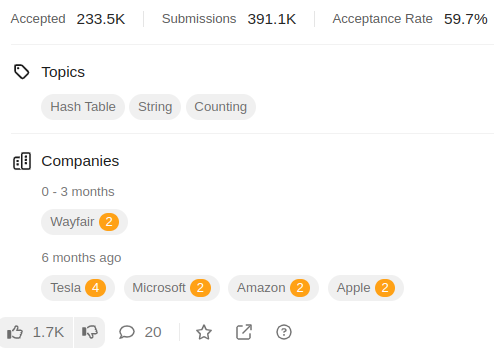 Accepted 233.5K Submissions 391.1K Acceptance Rate 59.7%
Topics
Hash Table String Counting
Companies
0 - 3 months
Wayfair 2
6 months ago
Tesla 4 Microsoft 2 Amazon 2 Apple 2
1.7K 20